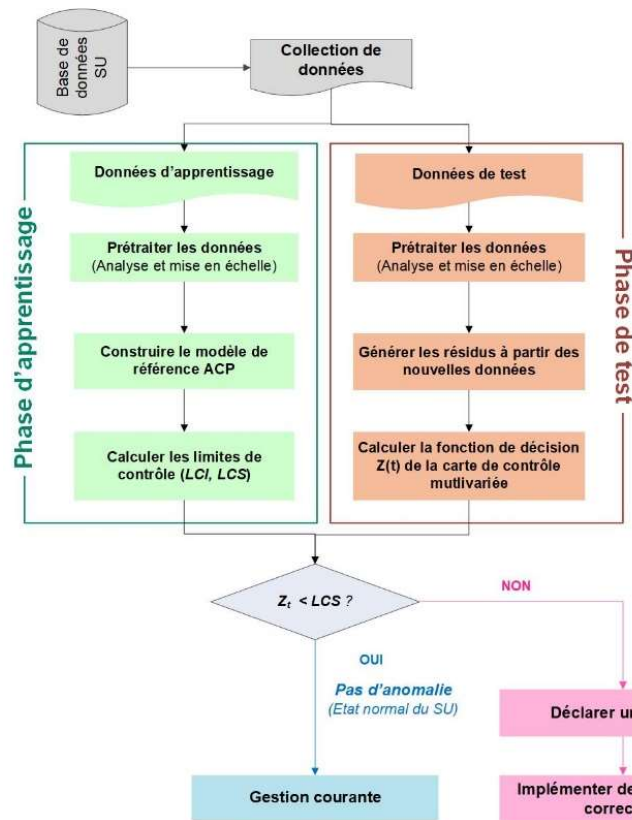 Base de
données
SU
Collection de
données
Phase d'apprentissage
Données d'apprentissage
Prétraiter les données
(Analyse et mise en échelle)
Construire le modèle de
référence ACP
Calculer les limites de
contrôle (LCI, LCS)
Phase de test
Données de test
Prétraiter les données
(Analyse et mise en échelle)
Générer les résidus à partir des
nouvelles données
Calculer la fonction de décision
Z(t) de la carte de contrôle
mutlivariée
Zt < LCS ?
NON
OUI
Pas d'anomalie
(Etat normal du SU)
Gestion courante
Déclarer
Implémenter